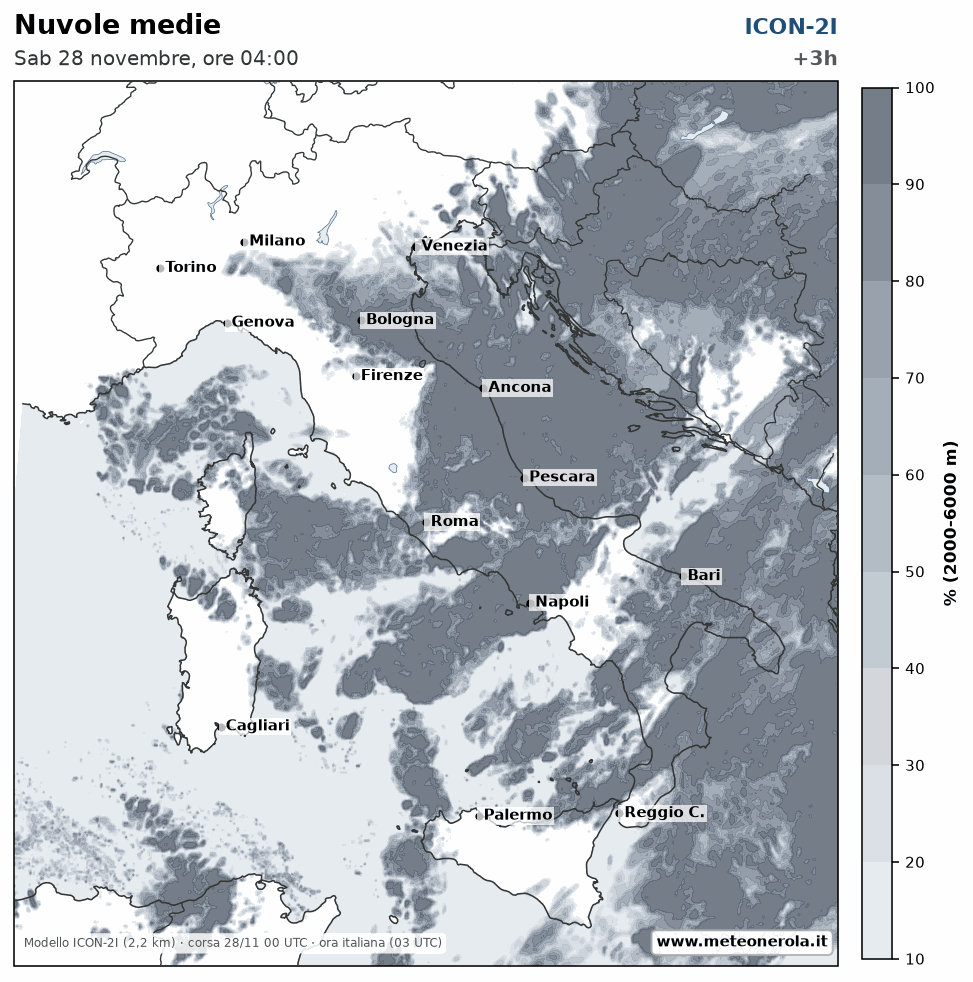 Nuvole medie
ICON-2I
Sab 28 novembre, ore 04:00
+3h
100
90
80
70
60
50
40
30
20
10
% (2000-6000 m)
Milano
Venezia
Torino
Genova
Bologna
Firenze
Ancona
Pescara
Roma
Bari
Napoli
Cagliari
Palermo
Reggio C.
Modello ICON-2I (2,2 km) · corsa 28/11 00 UTC · ora italiana (03 UTC)
www.meteonerola.it